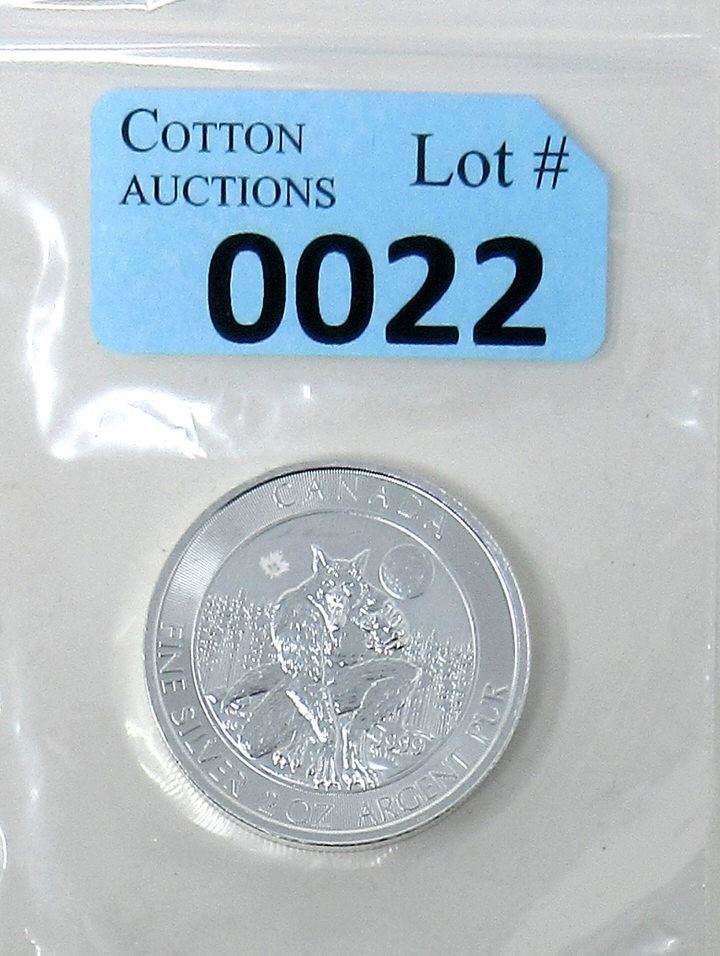 COTTON
AUCTIONS
Lot #
0022
CANADA
FINE SILVER 2 OZ ARGENT PUR